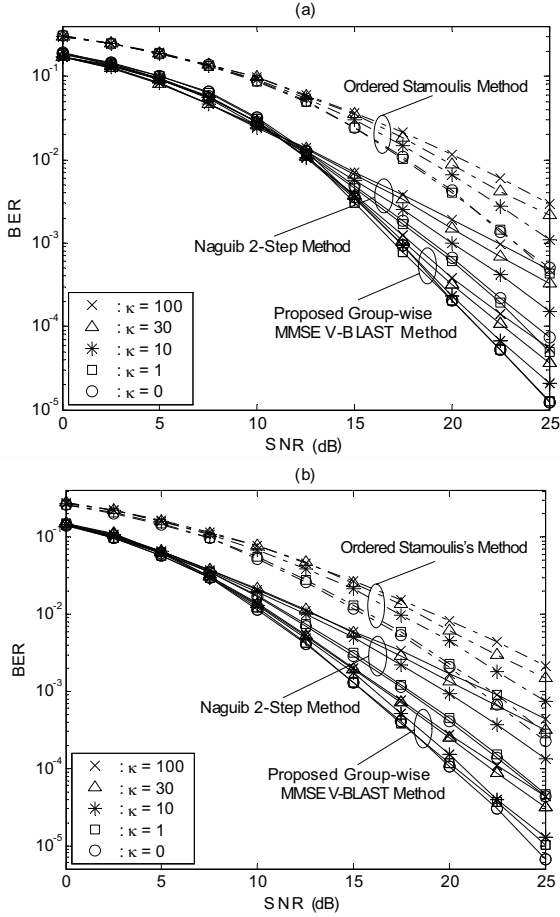 (a)
10^-1
10^-2
10^-3
10^-4
10^-5
BER
Ordered Stamoulis Method
Naguib 2-Step Method
Proposed Group-wise
MMSE V-BLAST Method
× : κ = 100
△ : κ = 30
✳ : κ = 10
□ : κ = 1
○ : κ = 0
0 5 10 15 20 25
SNR (dB)
(b)
10^-1
10^-2
10^-3
10^-4
10^-5
BER
Ordered Stamoulis's Method
Naguib 2-Step Method
Proposed Group-wise
MMSE V-BLAST Method
× : κ = 100
△ : κ = 30
✳ : κ = 10
□ : κ = 1
○ : κ = 0
0 5 10 15 20 25
SNR (dB)